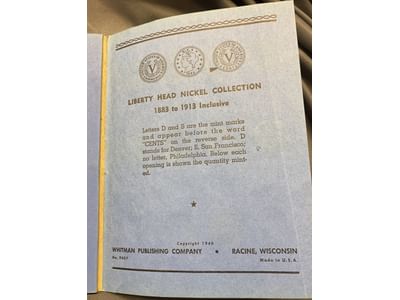 LIBERTY HEAD NICKEL COLLECTION
1883 to 1913 Inclusive
Letters D and S are the mint marks
and appear before the word
"CENTS" on the reverse side. D
stands for Denver; S, San Francisco;
no letter, Philadelphia. Below each
opening is shown the quantity mint-
ed.
Copyright 1940
WHITMAN PUBLISHING COMPANY ★ RACINE, WISCONSIN
Made in U.S.A.